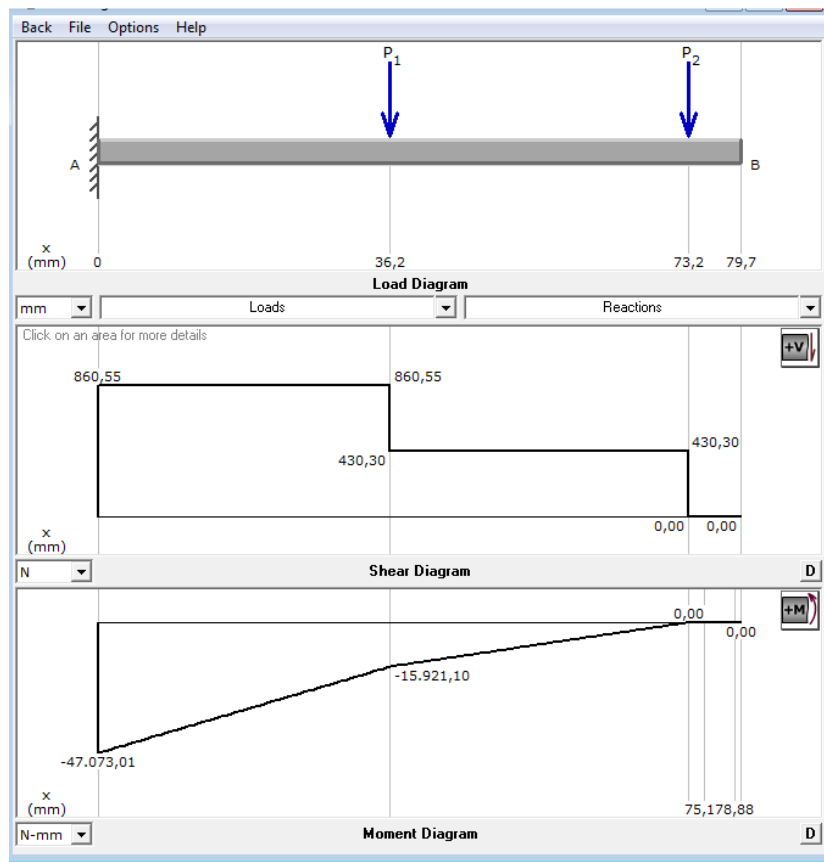 Back File Options Help
P1 P2
A B
x
(mm) 0 36,2 73,2 79,7
Load Diagram
mm Loads Reactions
Click on an area for more details
+V
860,55 860,55
430,30 430,30
0,00 0,00
x
(mm)
N Shear Diagram D
+M
0,00
0,00
-15.921,10
-47.073,01
x
(mm) 75,178,88
N-mm Moment Diagram D